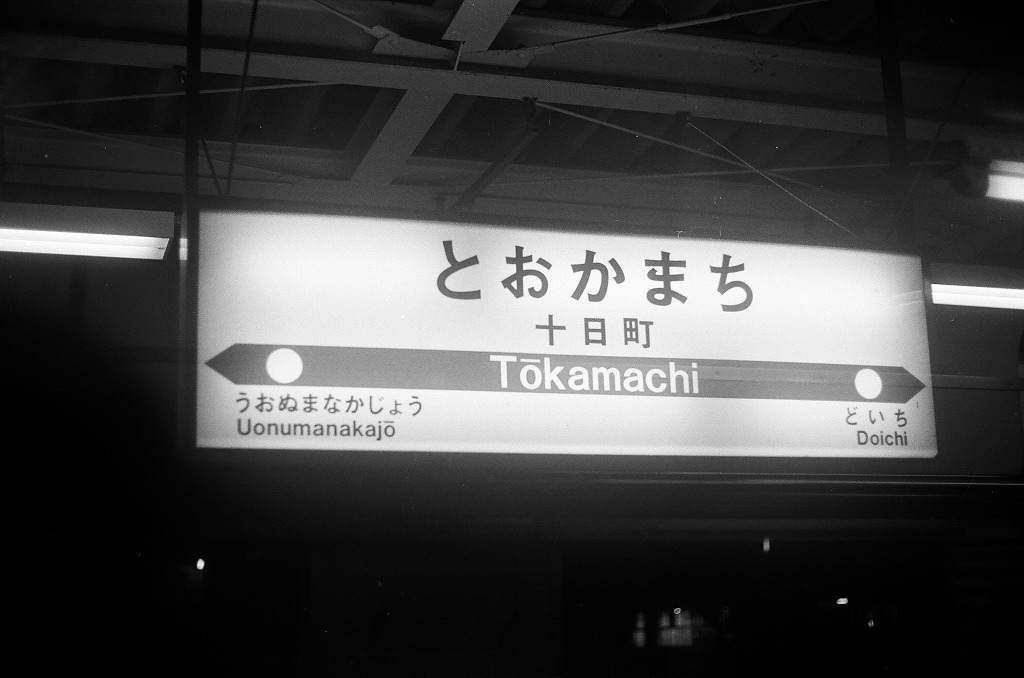 とおかまち
十日町
Tōkamachi
うおぬまなかじょう
Uonumanakajō
どいち
Doichi